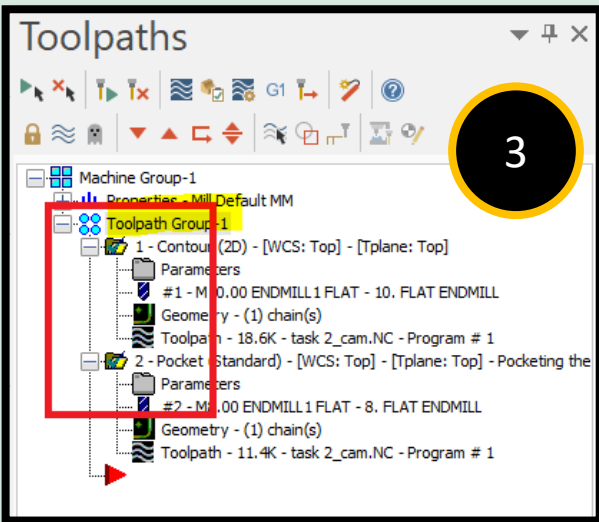 Toolpaths
G1
3
Machine Group-1
Properties - Mill Default MM
Toolpath Group-1
1 - Contour (2D) - [WCS: Top] - [Tplane: Top]
Parameters
#1 - M10.00 ENDMILL1 FLAT - 10. FLAT ENDMILL
Geometry - (1) chain(s)
Toolpath - 18.6K - task 2_cam.NC - Program # 1
2 - Pocket (Standard) - [WCS: Top] - [Tplane: Top] - Pocketing the
Parameters
#2 - M8.00 ENDMILL1 FLAT - 8. FLAT ENDMILL
Geometry - (1) chain(s)
Toolpath - 11.4K - task 2_cam.NC - Program # 1